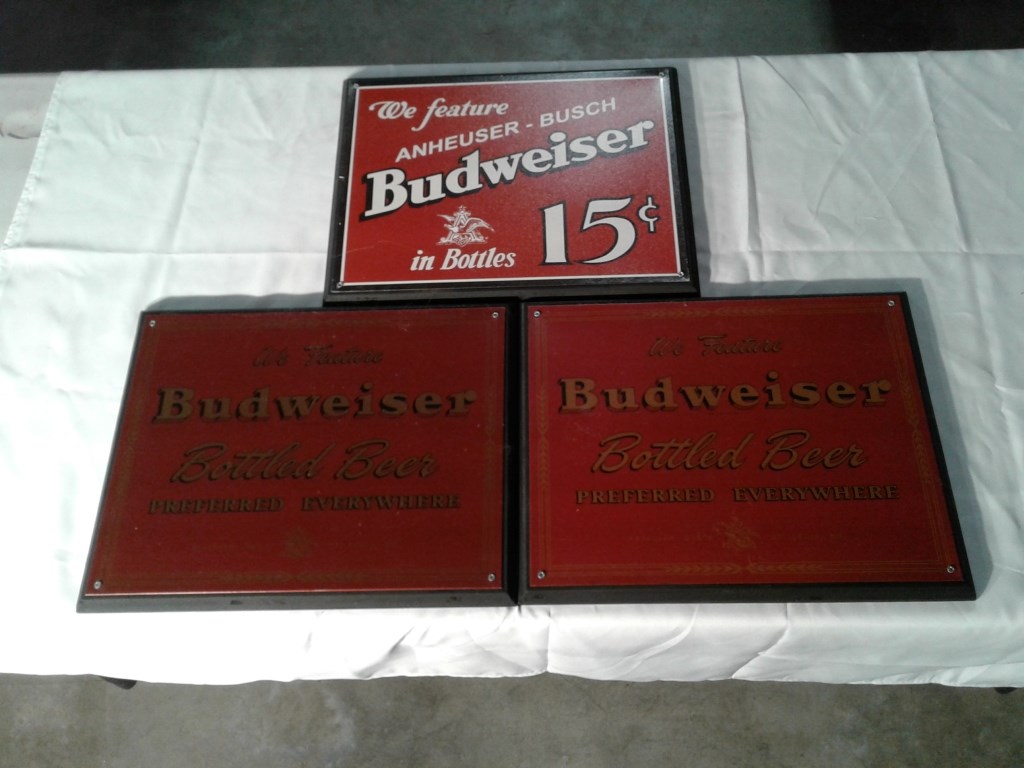 We feature
ANHEUSER - BUSCH
Budweiser
15¢
in Bottles
We Feature
Budweiser
Bottled Beer
PREFERRED EVERYWHERE
We Feature
Budweiser
Bottled Beer
PREFERRED EVERYWHERE